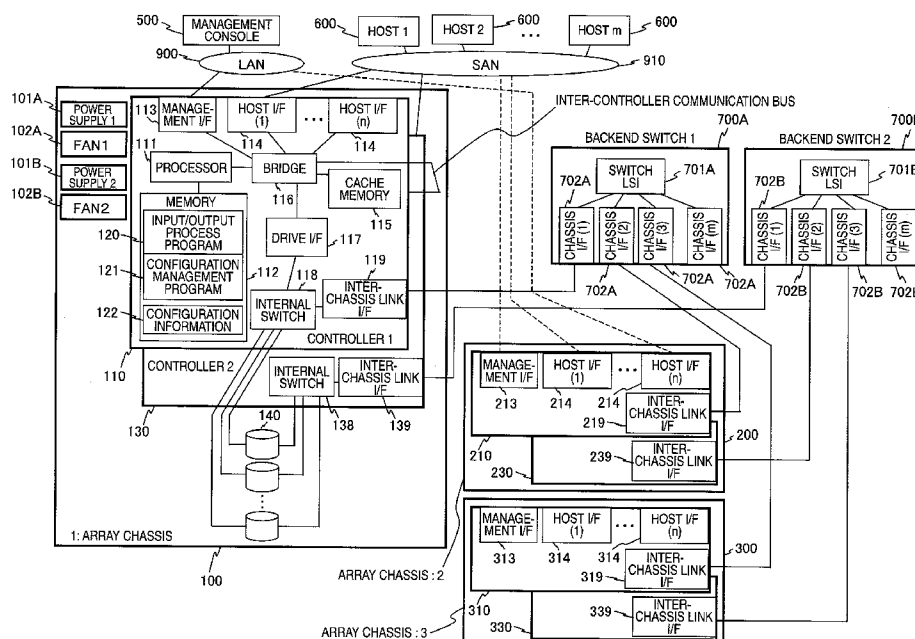 500
MANAGEMENT
CONSOLE
600
HOST 1
HOST 2
600
...
600
HOST m
900
LAN
SAN
910
101A
POWER
SUPPLY 1
102A
FAN1
101B
POWER
SUPPLY 2
102B
FAN2
113
MANAGE-
MENT I/F
HOST I/F
(1)
...
HOST I/F
(n)
114
114
111
PROCESSOR
BRIDGE
116
CACHE
MEMORY
115
MEMORY
INPUT/OUTPUT
PROCESS
PROGRAM
120
CONFIGURATION
MANAGEMENT
PROGRAM
121
112
CONFIGURATION
INFORMATION
122
DRIVE I/F
117
118
119
INTERNAL
SWITCH
INTER-
CHASSIS LINK
I/F
CONTROLLER 1
110
CONTROLLER 2
130
INTERNAL
SWITCH
138
INTER-
CHASSIS LINK
I/F
139
140
1: ARRAY CHASSIS
100
INTER-CONTROLLER COMMUNICATION BUS
BACKEND SWITCH 1
700A
SWITCH
LSI
701A
702A
CHASSIS
I/F (1)
CHASSIS
I/F (2)
CHASSIS
I/F (3)
CHASSIS
I/F (m)
702A
702A
702A
BACKEND SWITCH 2
700B
SWITCH
LSI
701B
702B
CHASSIS
I/F (1)
CHASSIS
I/F (2)
CHASSIS
I/F (3)
CHASSIS
I/F (m)
702B
702B
702B
MANAGE-
MENT I/F
HOST I/F
(1)
...
HOST I/F
(n)
213
214
214
INTER-
CHASSIS LINK
I/F
219
210
200
239
INTER-
CHASSIS LINK
I/F
230
ARRAY CHASSIS : 2
MANAGE-
MENT I/F
HOST I/F
(1)
...
HOST I/F
(n)
300
313
314
314
INTER-
CHASSIS LINK
I/F
319
310
339
INTER-
CHASSIS LINK
I/F
330
ARRAY CHASSIS : 3